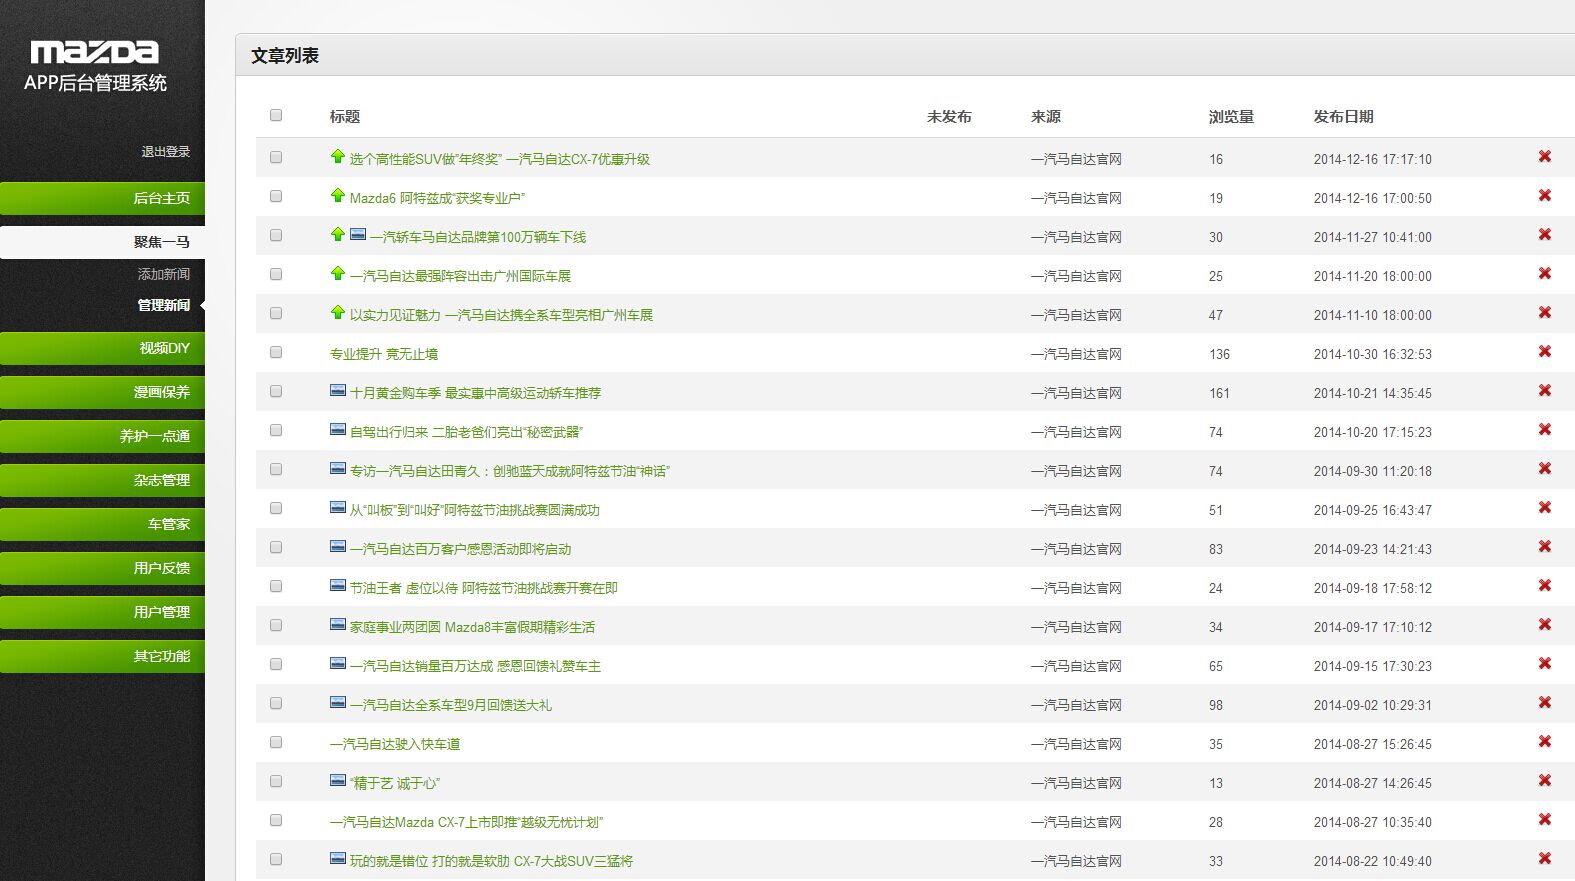 mazda
APP后台管理系统
退出登录
后台主页
聚焦一马
添加新闻
管理新闻
视频DIY
漫画保养
养护一点通
杂志管理
车管家
用户反馈
用户管理
其它功能
文章列表
标题 未发布 来源 浏览量 发布日期
选个高性能SUV做”年终奖” 一汽马自达CX-7优惠升级 一汽马自达官网 16 2014-12-16 17:17:10
Mazda6 阿特兹成“获奖专业户” 一汽马自达官网 19 2014-12-16 17:00:50
一汽轿车马自达品牌第100万辆车下线 一汽马自达官网 30 2014-11-27 10:41:00
一汽马自达最强阵容出击广州国际车展 一汽马自达官网 25 2014-11-20 18:00:00
以实力见证魅力 一汽马自达携全系车型亮相广州车展 一汽马自达官网 47 2014-11-10 18:00:00
专业提升 竞无止境 一汽马自达官网 136 2014-10-30 16:32:53
十月黄金购车季 最实惠中高级运动轿车推荐 一汽马自达官网 161 2014-10-21 14:35:45
自驾出行归来 二胎老爸们亮出“秘密武器” 一汽马自达官网 74 2014-10-20 17:15:23
专访一汽马自达田青久：创驰蓝天成就阿特兹节油“神话” 一汽马自达官网 74 2014-09-30 11:20:18
从“叫板”到“叫好”阿特兹节油挑战赛圆满成功 一汽马自达官网 51 2014-09-25 16:43:47
一汽马自达百万客户感恩活动即将启动 一汽马自达官网 83 2014-09-23 14:21:43
节油王者 虚位以待 阿特兹节油挑战赛开赛在即 一汽马自达官网 24 2014-09-18 17:58:12
家庭事业两团圆 Mazda8丰富假期精彩生活 一汽马自达官网 34 2014-09-17 17:10:12
一汽马自达销量百万达成 感恩回馈礼赞车主 一汽马自达官网 65 2014-09-15 17:30:23
一汽马自达全系车型9月回馈送大礼 一汽马自达官网 98 2014-09-02 10:29:31
一汽马自达驶入快车道 一汽马自达官网 35 2014-08-27 15:26:45
“精于艺 诚于心” 一汽马自达官网 13 2014-08-27 14:26:45
一汽马自达Mazda CX-7上市即推“越级无忧计划” 一汽马自达官网 28 2014-08-27 10:35:40
玩的就是错位 打的就是软肋 CX-7大战SUV三猛将 一汽马自达官网 33 2014-08-22 10:49:40